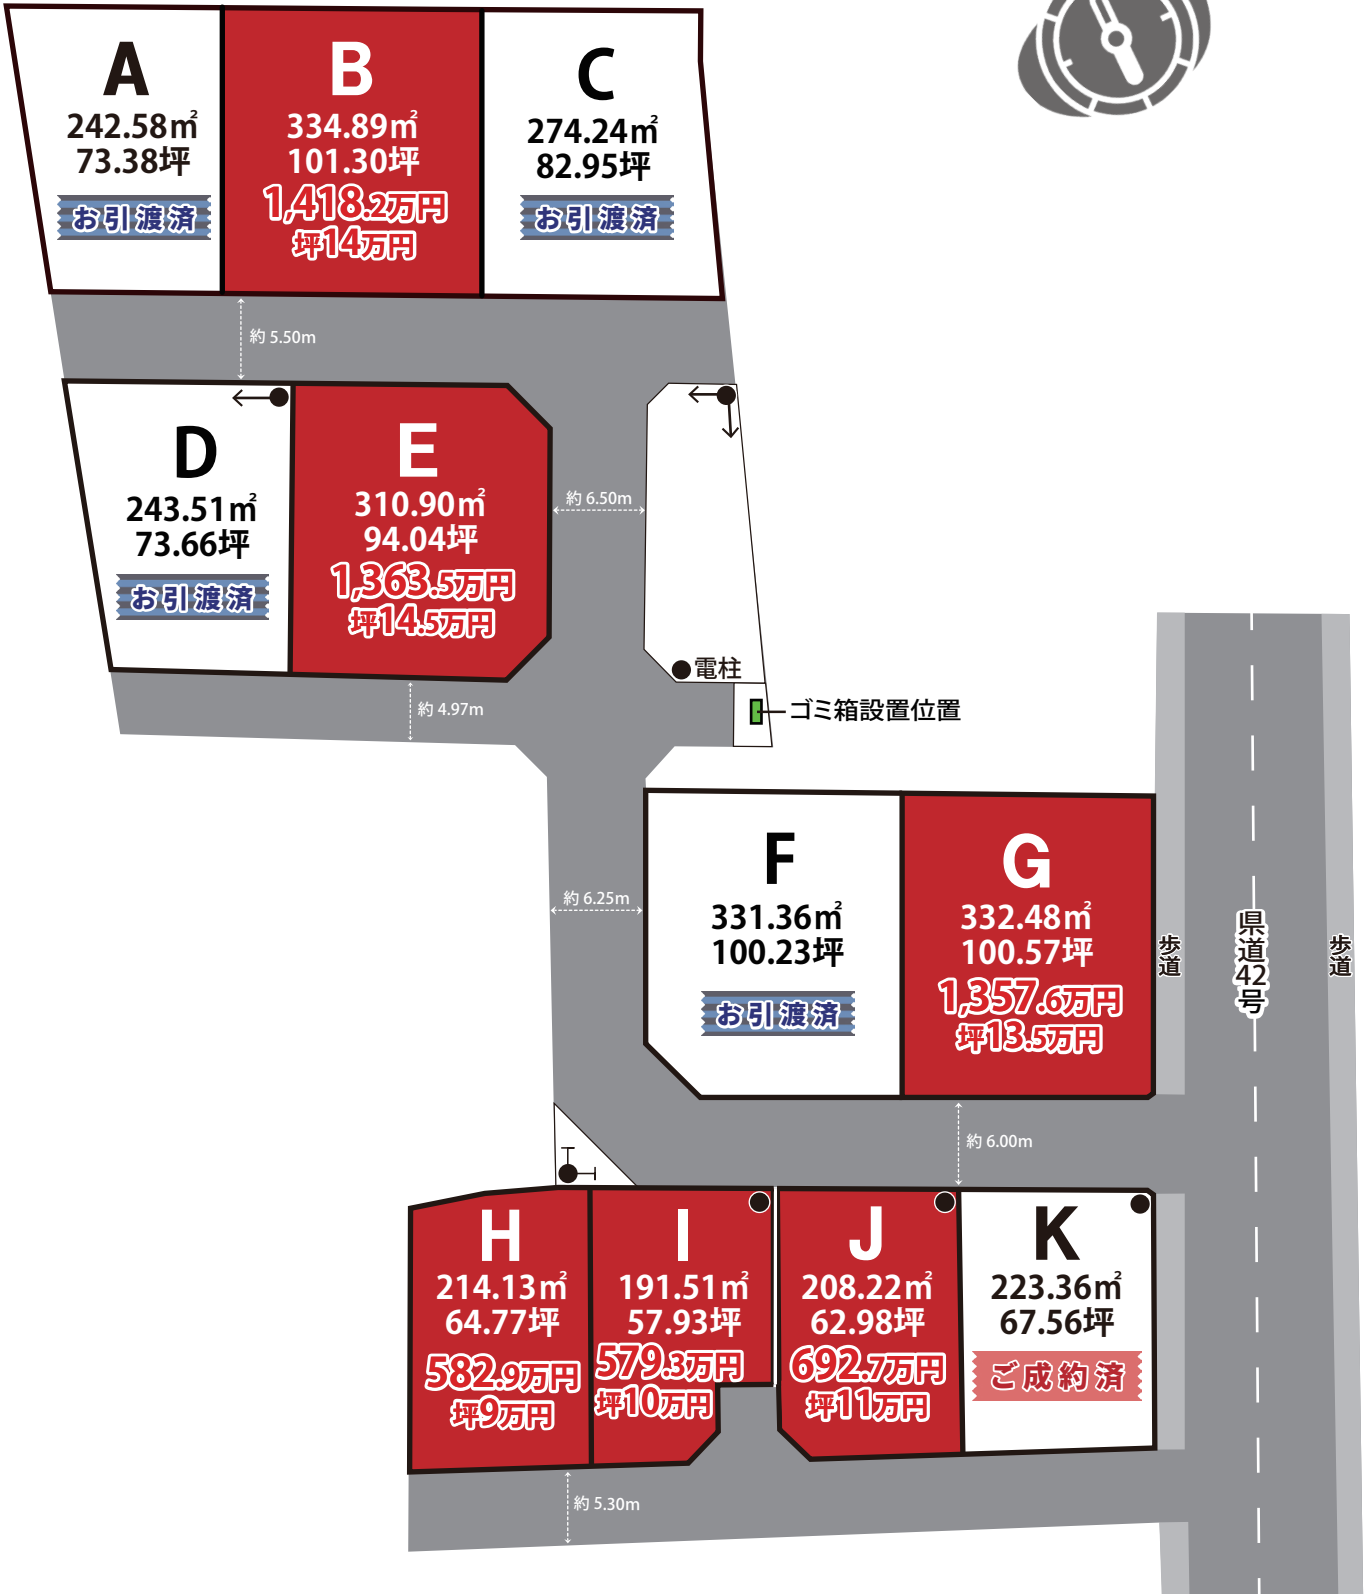 A
242.58㎡
73.38坪
お引渡済
B
334.89㎡
101.30坪
1,418.2万円
坪14万円
C
274.24㎡
82.95坪
お引渡済
約 5.50m
D
243.51㎡
73.66坪
お引渡済
E
310.90㎡
94.04坪
1,363.5万円
坪14.5万円
約 6.50m
電柱
約 4.97m
ゴミ箱設置位置
F
331.36㎡
100.23坪
お引渡済
G
332.48㎡
100.57坪
1,357.6万円
坪13.5万円
約 6.25m
歩道
県道42号
歩道
約 6.00m
H
214.13㎡
64.77坪
582.9万円
坪9万円
I
191.51㎡
57.93坪
579.3万円
坪10万円
J
208.22㎡
62.98坪
692.7万円
坪11万円
K
223.36㎡
67.56坪
ご成約済
約 5.30m